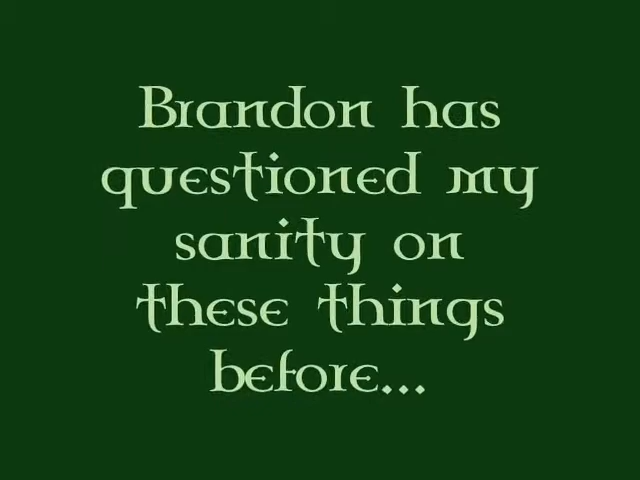 Brandon has
questioned my
sanity on
these things
before...